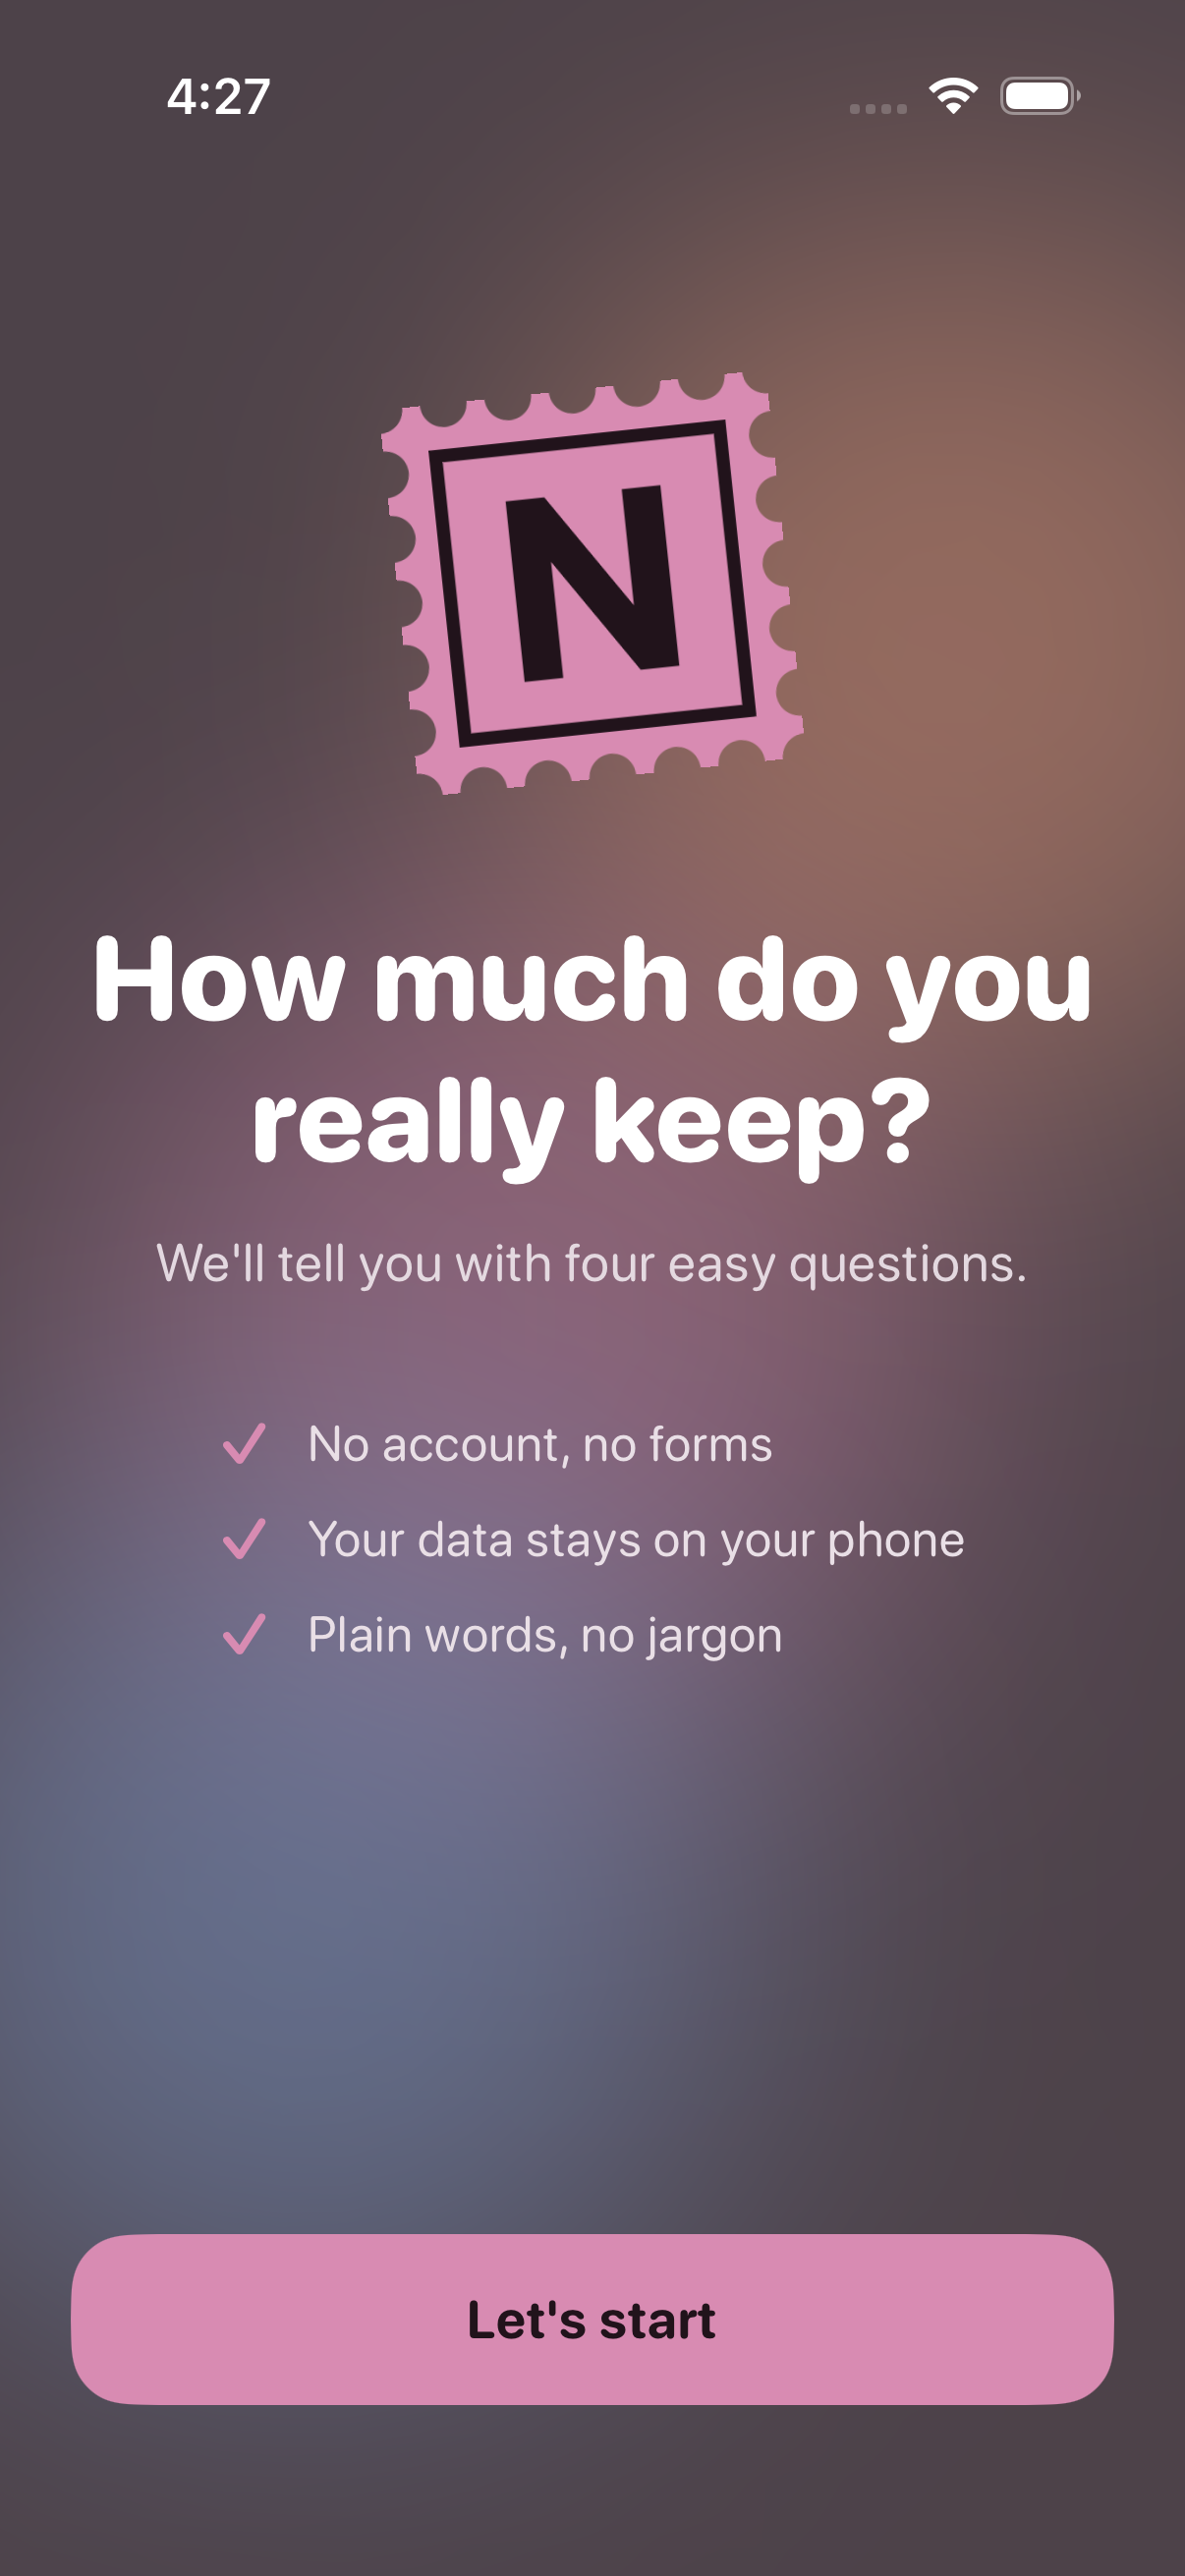 4:27
N
How much do you
really keep?
We'll tell you with four easy questions.
No account, no forms
Your data stays on your phone
Plain words, no jargon
Let's start